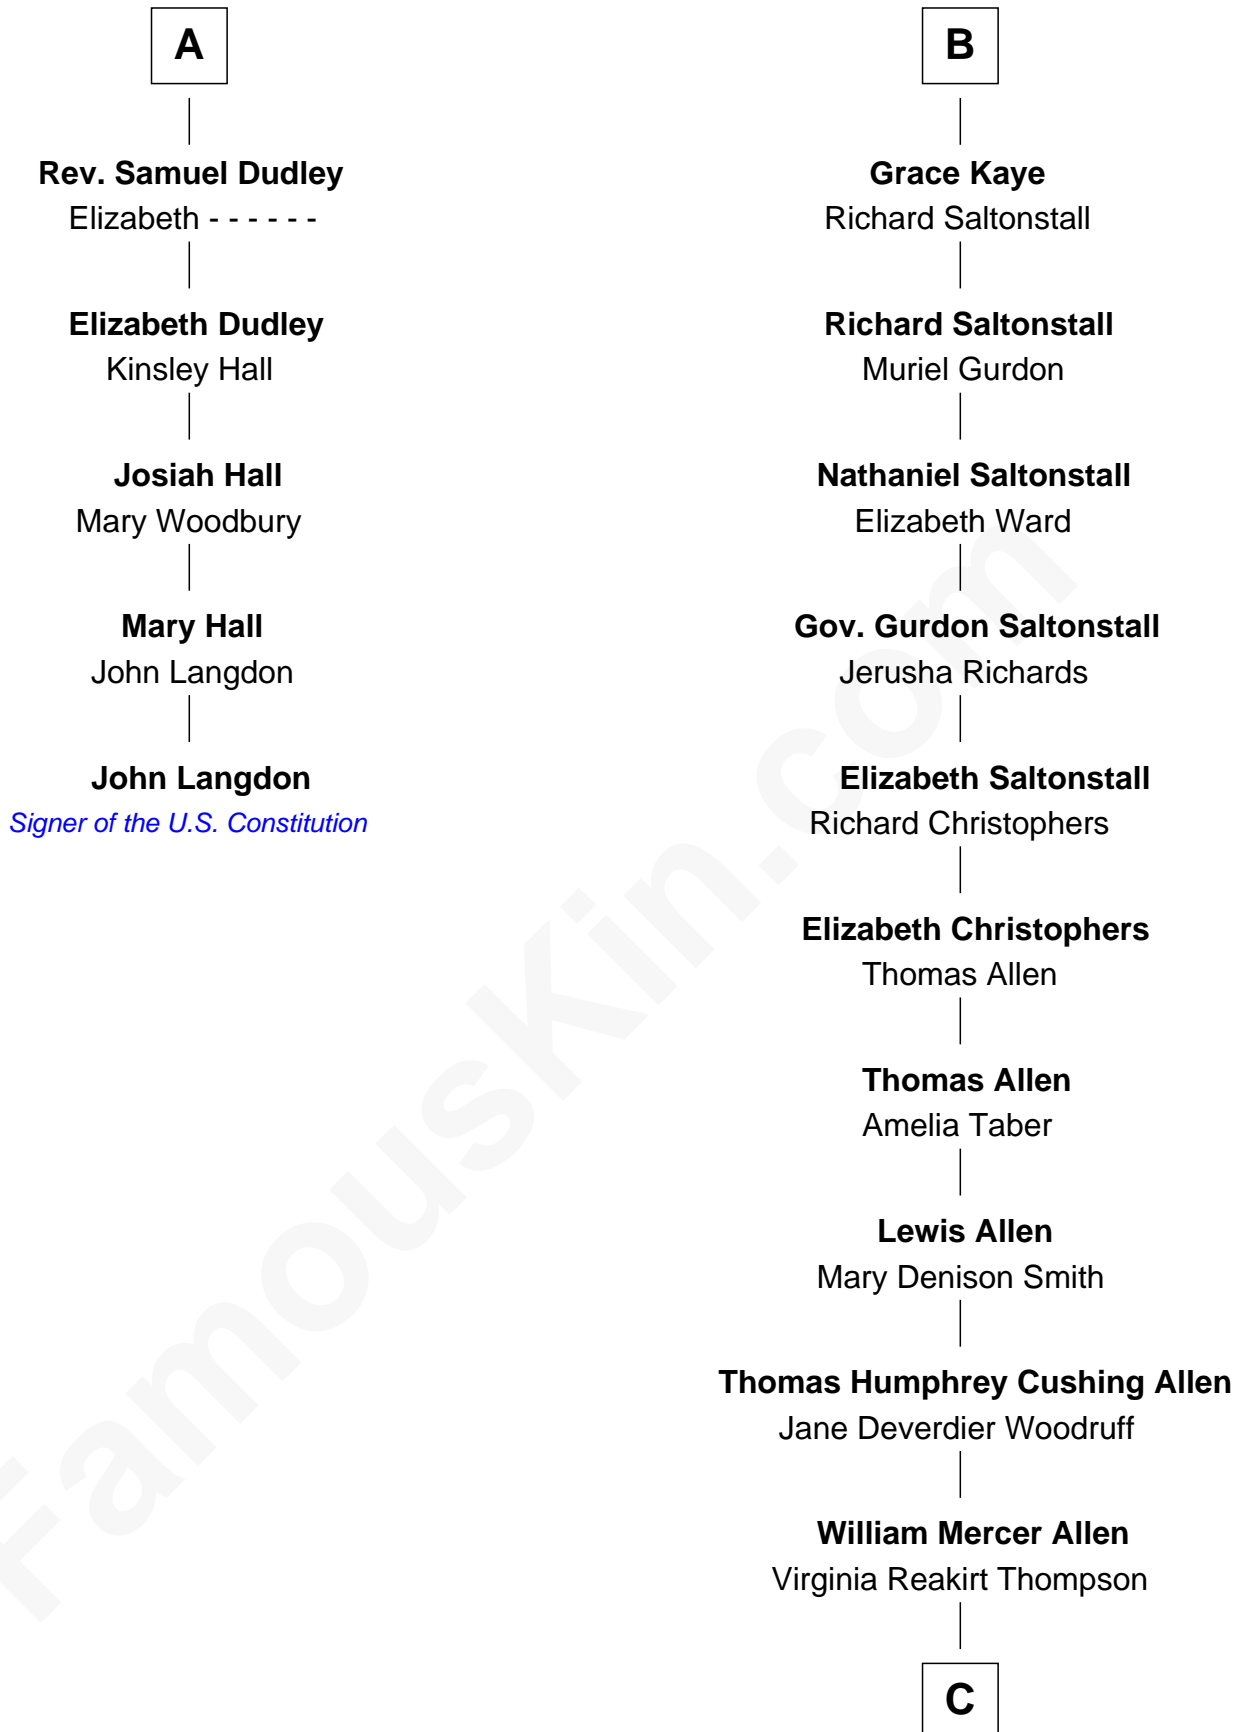 A
Rev. Samuel Dudley
Elizabeth - - - - - -
Elizabeth Dudley
Kinsley Hall
Josiah Hall
Mary Woodbury
Mary Hall
John Langdon
John Langdon
Signer of the U.S. Constitution
B
Grace Kaye
Richard Saltonstall
Richard Saltonstall
Muriel Gurdon
Nathaniel Saltonstall
Elizabeth Ward
Gov. Gurdon Saltonstall
Jerusha Richards
Elizabeth Saltonstall
Richard Christophers
Elizabeth Christophers
Thomas Allen
Thomas Allen
Amelia Taber
Lewis Allen
Mary Denison Smith
Thomas Humphrey Cushing Allen
Jane Deverdier Woodruff
William Mercer Allen
Virginia Reakirt Thompson
C
FamousKin.com